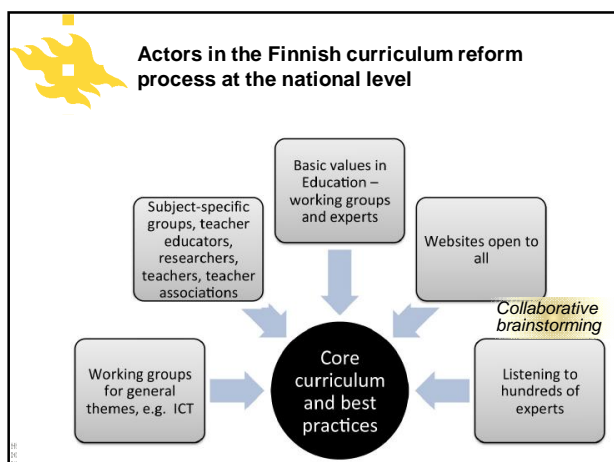 Actors in the Finnish curriculum reform
process at the national level
Basic values in
Education –
working groups
and experts
Subject-specific
groups, teacher
educators,
researchers,
teachers, teacher
associations
Websites open to
all
Collaborative
brainstorming
Working groups
for general
themes, e.g. ICT
Core
curriculum
and best
practices
Listening to
hundreds of
experts